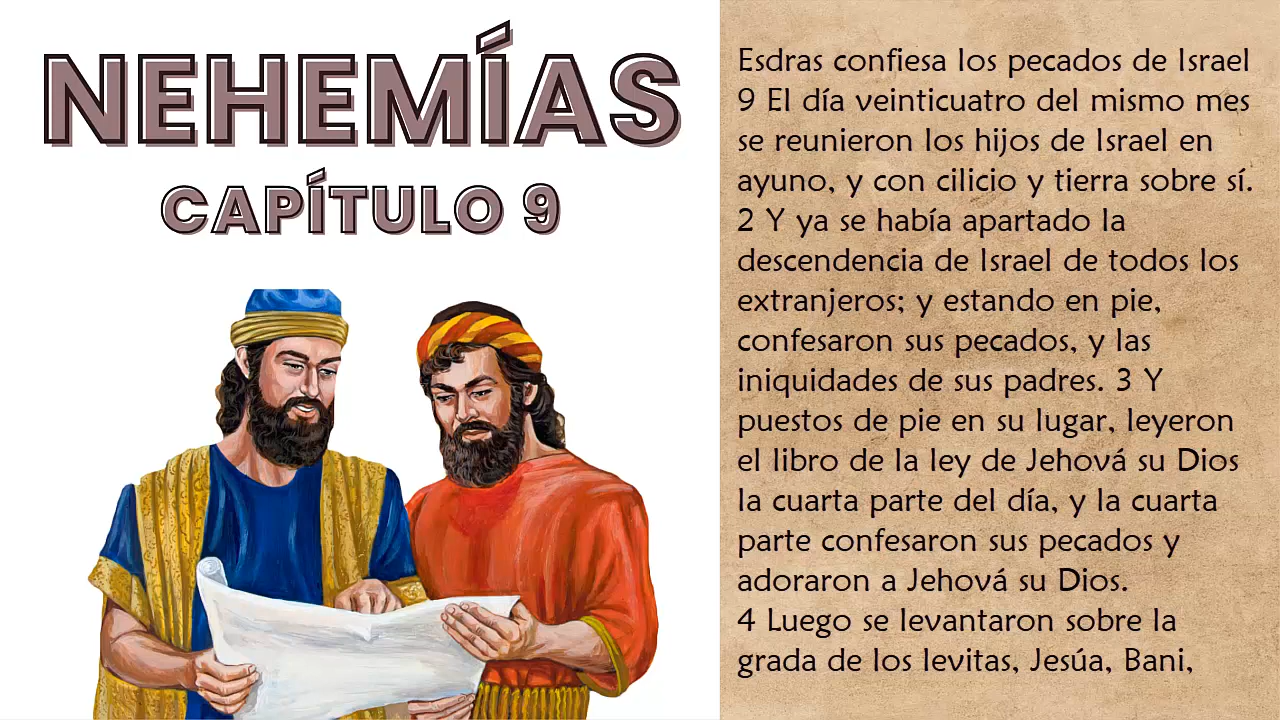 NEHEMÍAS
CAPÍTULO 9
Esdras confiesa los pecados de Israel
9 El día veinticuatro del mismo mes
se reunieron los hijos de Israel en
ayuno, y con cilicio y tierra sobre sí.
2 Y ya se había apartado la
descendencia de Israel de todos los
extranjeros; y estando en pie,
confesaron sus pecados, y las
iniquidades de sus padres. 3 Y
puestos de pie en su lugar, leyeron
el libro de la ley de Jehová su Dios
la cuarta parte del día, y la cuarta
parte confesaron sus pecados y
adoraron a Jehová su Dios.
4 Luego se levantaron sobre la
grada de los levitas, Jesúa, Bani,